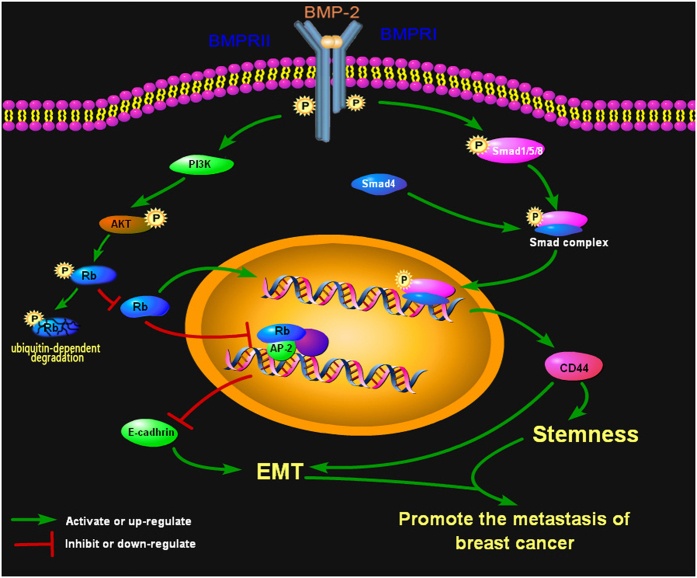 BMP-2
BMPRII
BMPRI
P
P
PI3K
P
Smad1/5/8
Smad4
AKT
P
P
Smad complex
P
Rb
Rb
P
P
Rb
ubiquitin-dependent
degradation
Rb
AP-2
CD44
E-cadhrin
Stemness
EMT
Activate or up-regulate
Inhibit or down-regulate
Promote the metastasis of
breast cancer